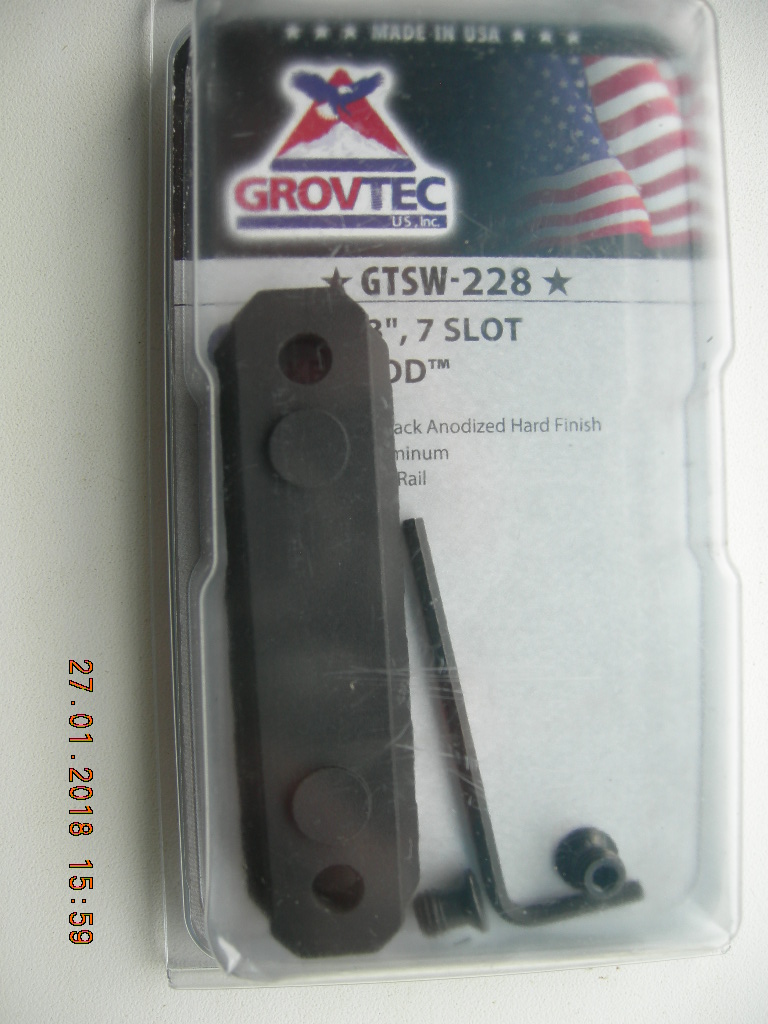 ★ ★ ★ MADE IN USA ★ ★ ★
GROVTEC
US, Inc.
★ GTSW-228 ★
3", 7 SLOT
OD™
ack Anodized Hard Finish
minum
Rail
27.01.2018 15:59